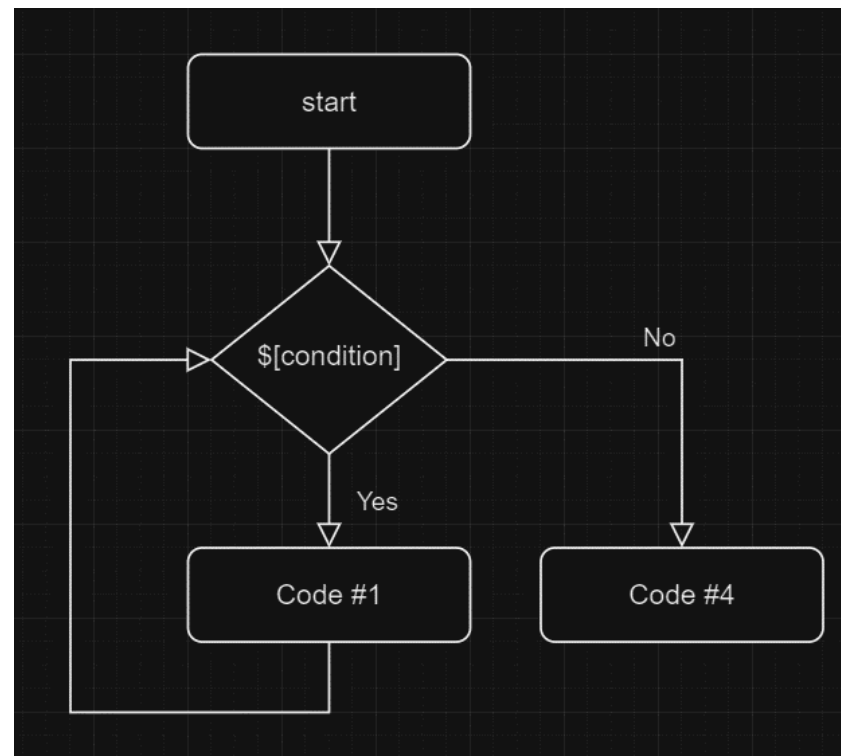 start
$[condition]
No
Yes
Code #1
Code #4